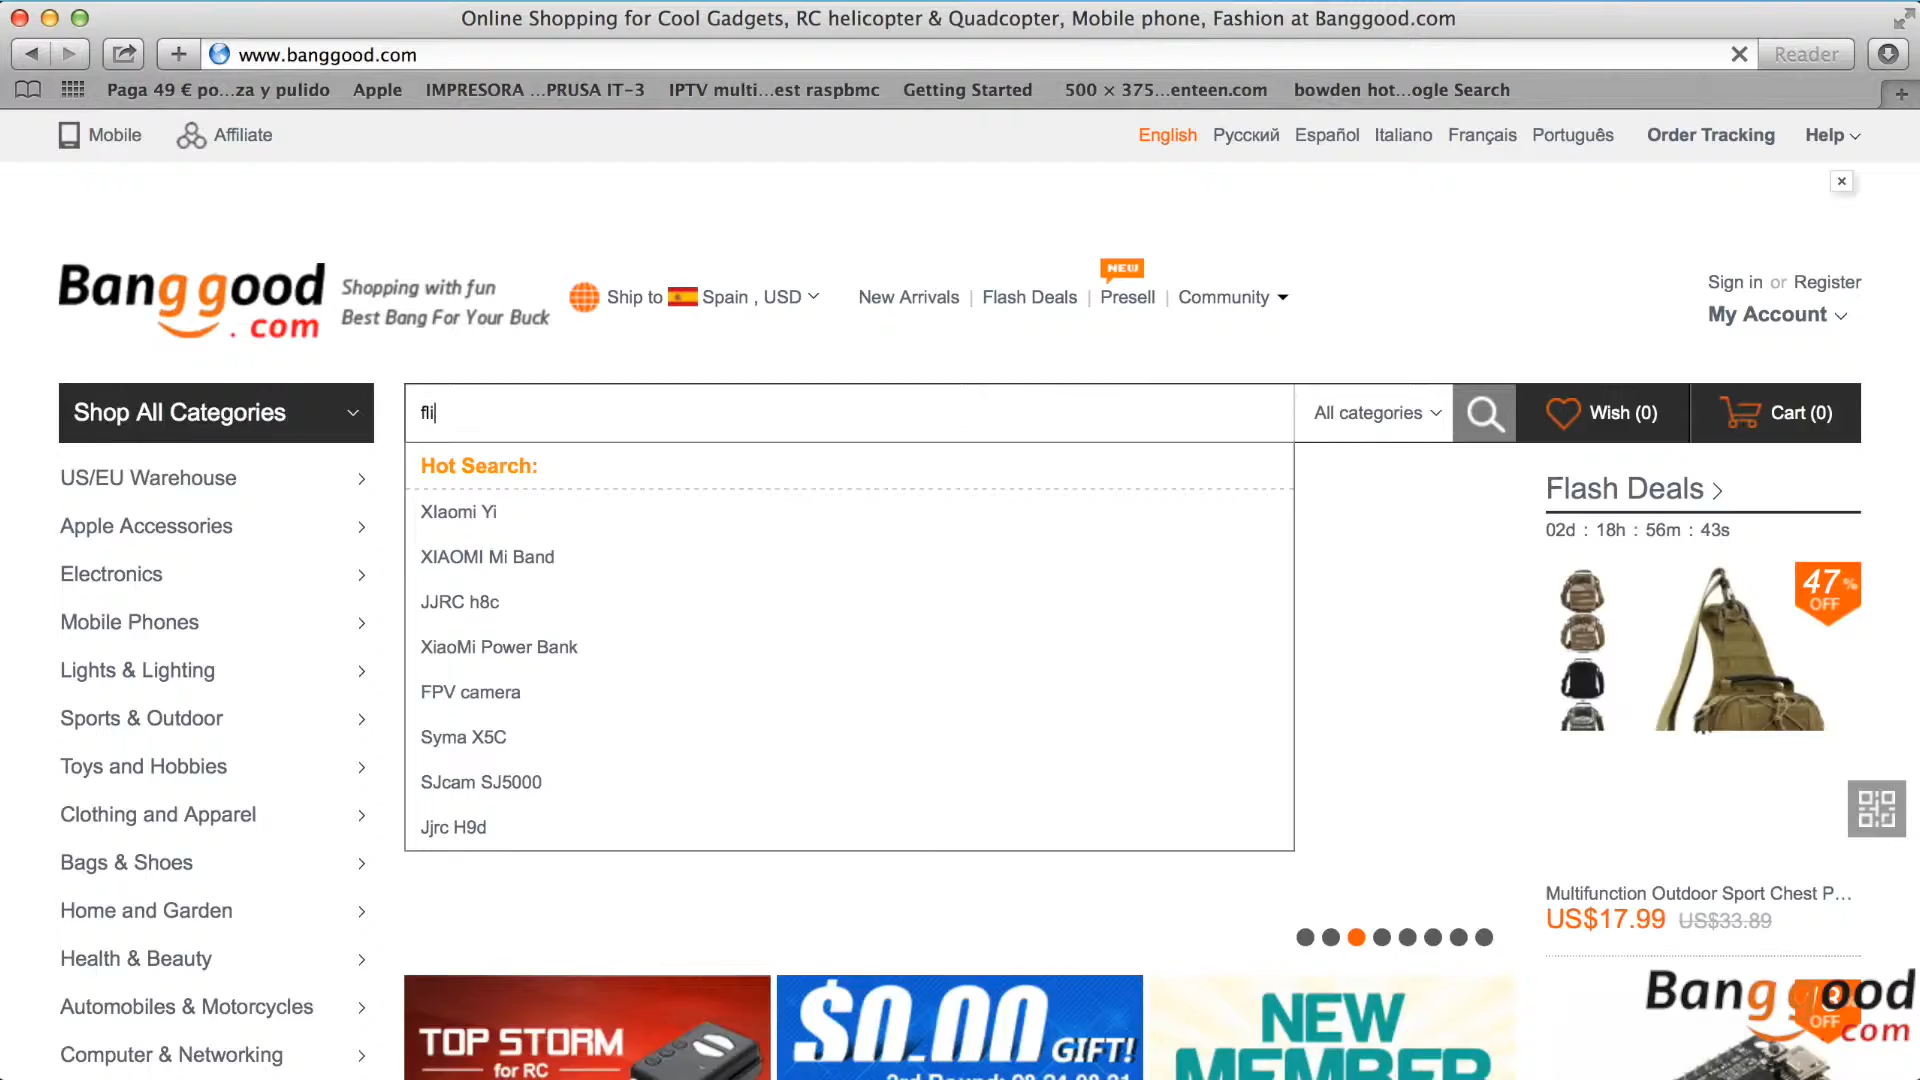 Online Shopping for Cool Gadgets, RC helicopter & Quadcopter, Mobile phone, Fashion at Banggood.com
www.banggood.com
Reader
Paga 49 € po...za y pulido Apple IMPRESORA ...PRUSA IT-3 IPTV multi...est raspbmc Getting Started 500 × 375...enteen.com bowden hot...ogle Search
Mobile Affiliate English Русский Español Italiano Français Português Order Tracking Help
Banggood.com
Shopping with fun
Best Bang For Your Buck
Ship to Spain , USD
New Arrivals | Flash Deals | Presell | Community
NEW
Sign in or Register
My Account
Shop All Categories
fli
All categories
Wish (0)
Cart (0)
US/EU Warehouse
Apple Accessories
Electronics
Mobile Phones
Lights & Lighting
Sports & Outdoor
Toys and Hobbies
Clothing and Apparel
Bags & Shoes
Home and Garden
Health & Beauty
Automobiles & Motorcycles
Computer & Networking
Hot Search:
XIaomi Yi
XIAOMI Mi Band
JJRC h8c
XiaoMi Power Bank
FPV camera
Syma X5C
SJcam SJ5000
Jjrc H9d
Flash Deals
02d : 18h : 56m : 43s
47%
OFF
Multifunction Outdoor Sport Chest P...
US$17.99 US$33.89
TOP STORM
for RC
$0.00 GIFT!
NEW
MEMBER
Banggood
.com
OFF